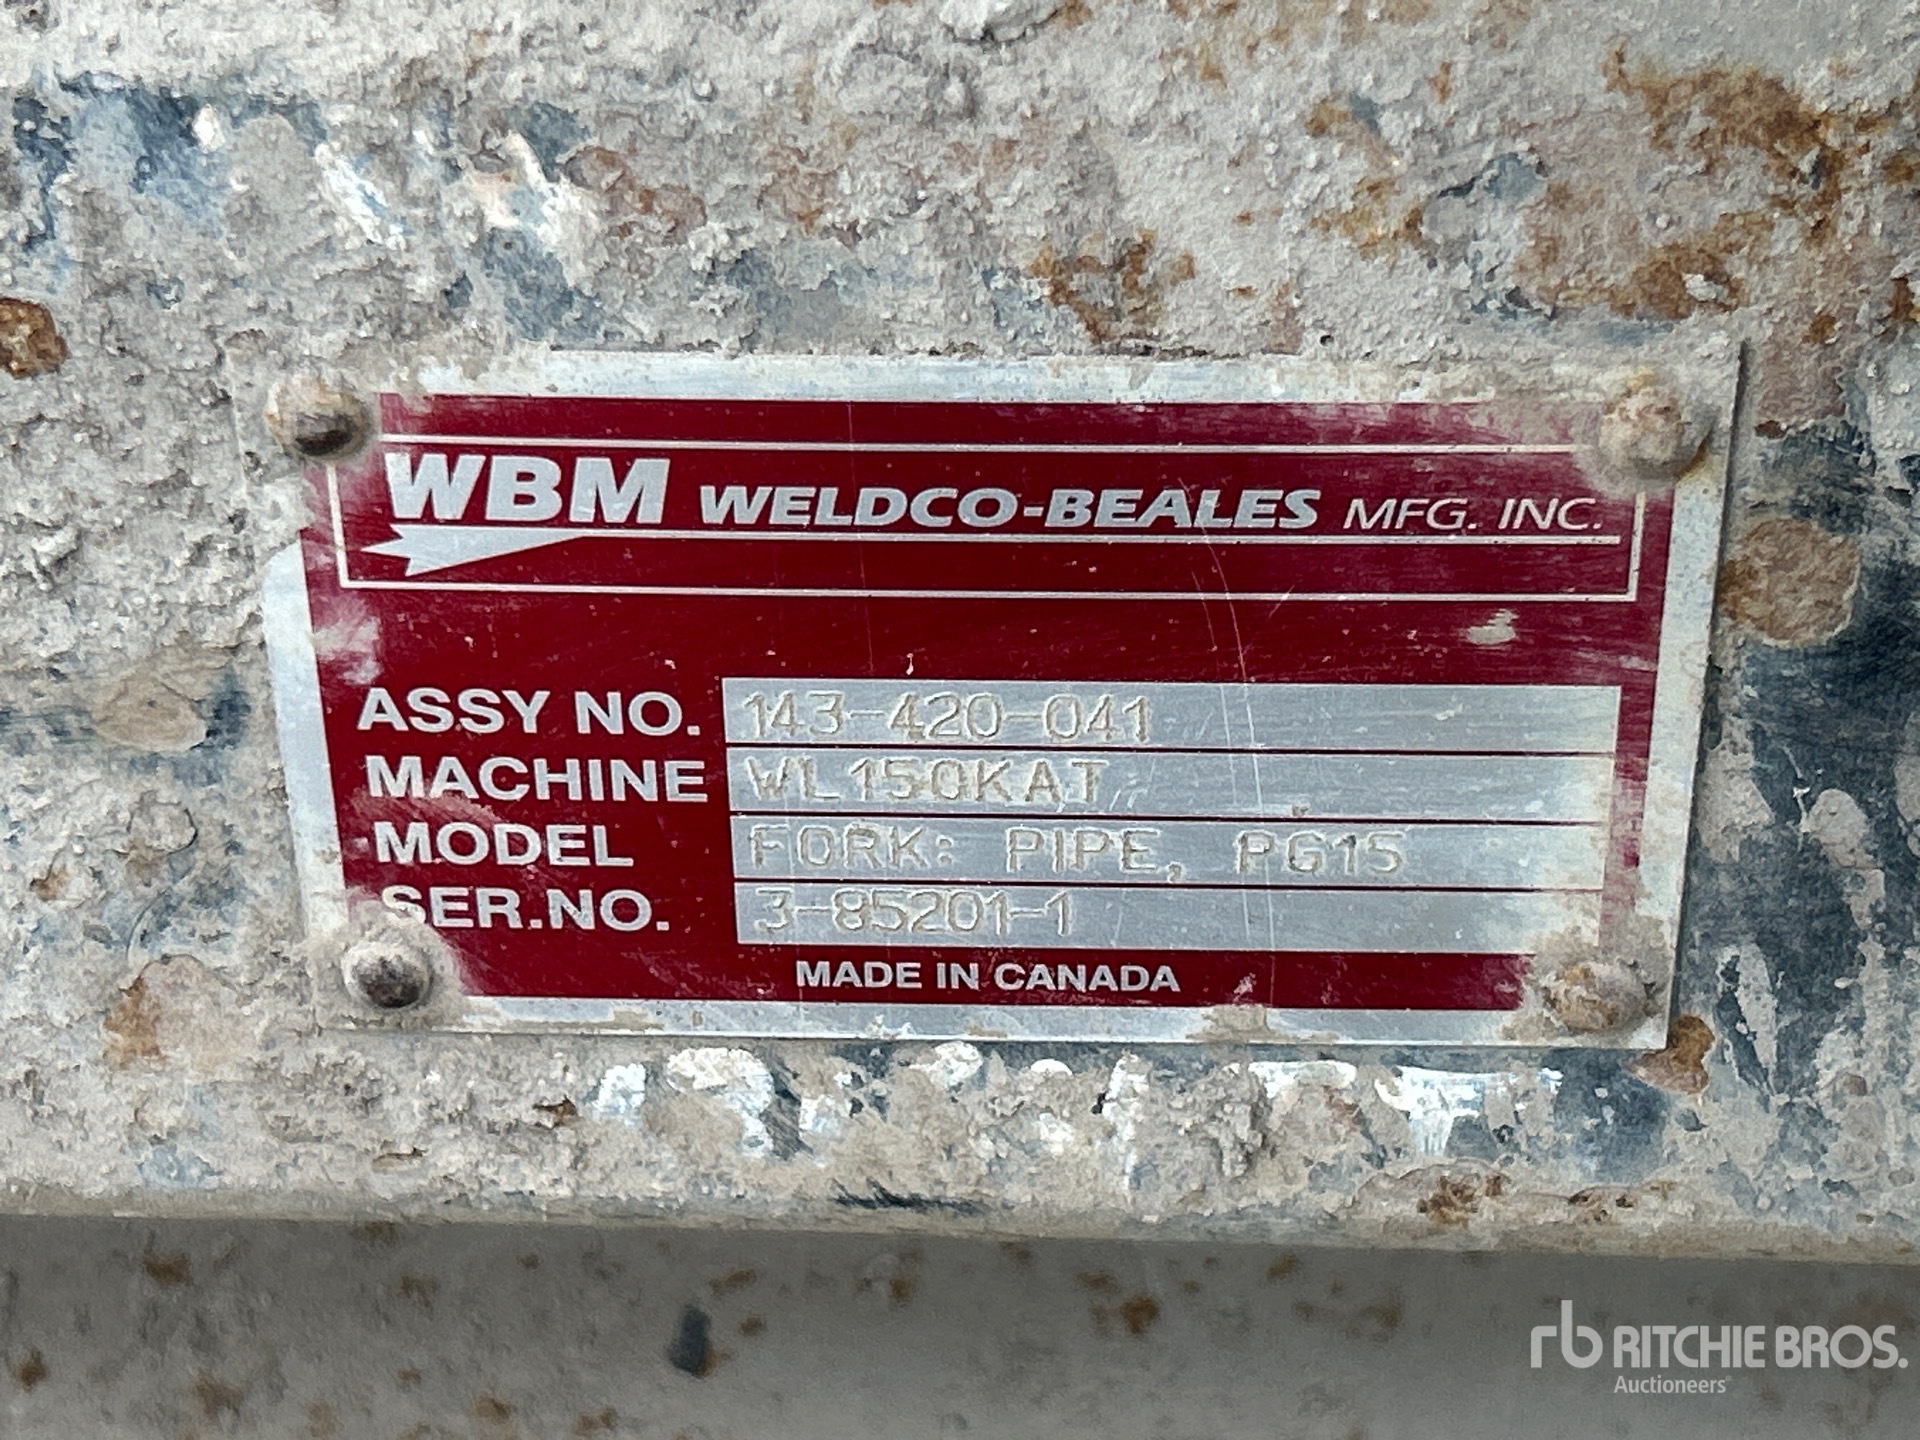 WBM WELDCO-BEALES MFG. INC.
ASSY NO. 143-420-041
MACHINE WL150KAT
MODEL FORK: PIPE, PG15
SER.NO. 3-85201-1
MADE IN CANADA
rb RITCHIE BROS.
Auctioneers